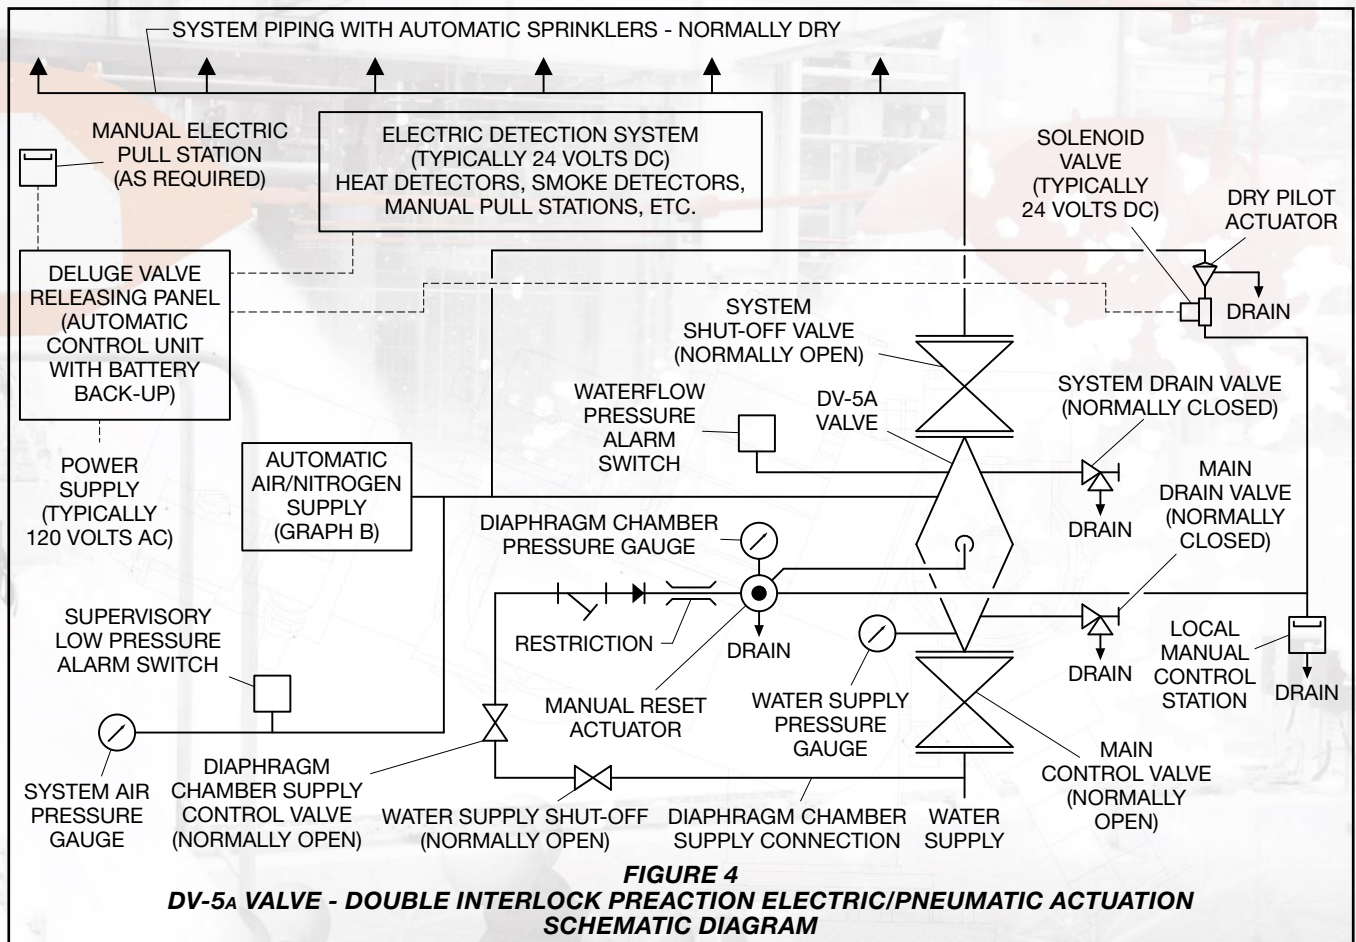 SYSTEM PIPING WITH AUTOMATIC SPRINKLERS - NORMALLY DRY
MANUAL ELECTRIC
PULL STATION
(AS REQUIRED)
ELECTRIC DETECTION SYSTEM
(TYPICALLY 24 VOLTS DC)
HEAT DETECTORS, SMOKE DETECTORS,
MANUAL PULL STATIONS, ETC.
SOLENOID
VALVE
(TYPICALLY
24 VOLTS DC)
DRY PILOT
ACTUATOR
DRAIN
DELUGE VALVE
RELEASING PANEL
(AUTOMATIC
CONTROL UNIT
WITH BATTERY
BACK-UP)
SYSTEM
SHUT-OFF VALVE
(NORMALLY OPEN)
WATERFLOW
PRESSURE
ALARM
SWITCH
DV-5A
VALVE
SYSTEM DRAIN VALVE
(NORMALLY CLOSED)
DRAIN
POWER
SUPPLY
(TYPICALLY
120 VOLTS AC)
AUTOMATIC
AIR/NITROGEN
SUPPLY
(GRAPH B)
DIAPHRAGM CHAMBER
PRESSURE GAUGE
MAIN
DRAIN VALVE
(NORMALLY
CLOSED)
DRAIN
SUPERVISORY
LOW PRESSURE
ALARM SWITCH
RESTRICTION
DRAIN
MANUAL RESET
ACTUATOR
WATER SUPPLY
PRESSURE
GAUGE
LOCAL
MANUAL
CONTROL
STATION
DRAIN
SYSTEM AIR
PRESSURE
GAUGE
DIAPHRAGM
CHAMBER SUPPLY
CONTROL VALVE
(NORMALLY OPEN)
WATER SUPPLY SHUT-OFF
(NORMALLY OPEN)
DIAPHRAGM CHAMBER
SUPPLY CONNECTION
WATER
SUPPLY
MAIN
CONTROL VALVE
(NORMALLY
OPEN)
FIGURE 4
DV-5A VALVE - DOUBLE INTERLOCK PREACTION ELECTRIC/PNEUMATIC ACTUATION
SCHEMATIC DIAGRAM